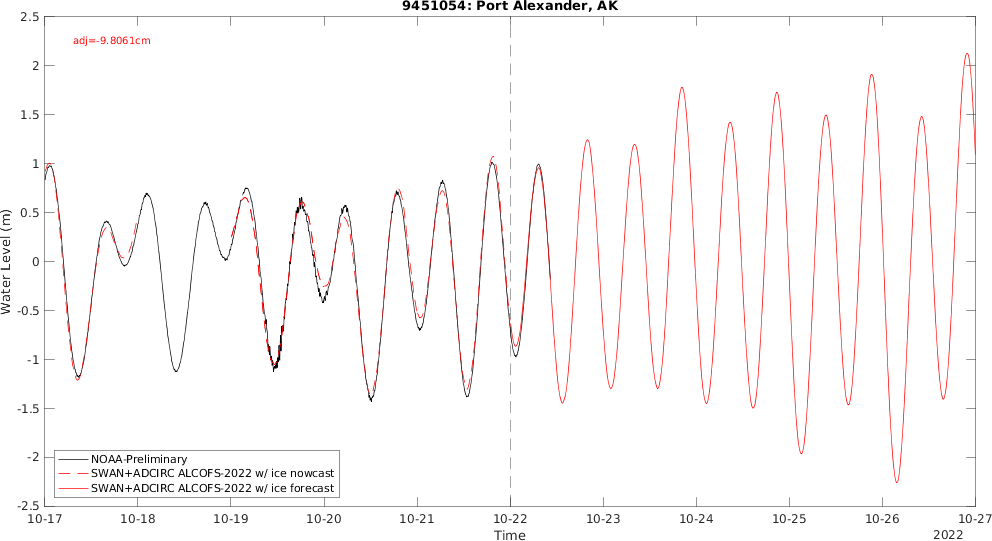 9451054: Port Alexander, AK
adj=-9.8061cm
2.5
2
1.5
1
0.5
0
-0.5
-1
-1.5
-2
-2.5
Water Level (m)
NOAA-Preliminary
SWAN+ADCIRC ALCOFS-2022 w/ ice nowcast
SWAN+ADCIRC ALCOFS-2022 w/ ice forecast
10-17 10-18 10-19 10-20 10-21 10-22 10-23 10-24 10-25 10-26 10-27
Time
2022